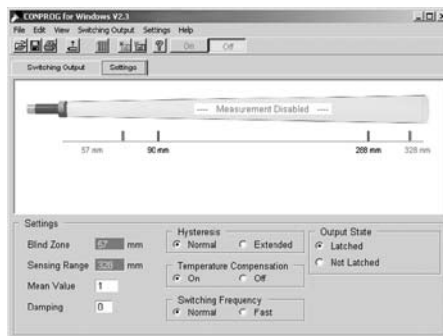 CONPROG for Windows V2.3
File Edit View Switching Output Settings Help
On Off
Switching Output Settings
Measurement Disabled
57 mm 90 mm 288 mm 328 mm
Settings
Blind Zone 57 mm
Sensing Range 328 mm
Mean Value 1
Damping 0
Hysteresis
Normal Extended
Temperature Compensation
On Off
Switching Frequency
Normal Fast
Output State
Latched
Not Latched